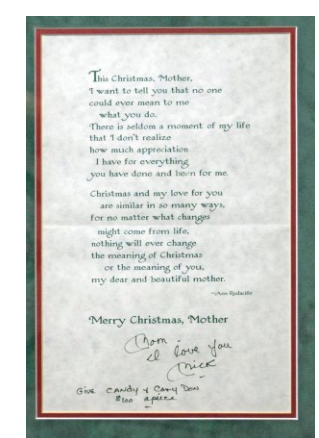 This Christmas, Mother,
I want to tell you that no one
could ever mean to me
what you do.
There is seldom a moment of my life
that I don't realize
how much appreciation
I have for everything
you have done and been for me.
Christmas and my love for you
are similar in so many ways,
for no matter what changes
might come from life,
nothing will ever change
the meaning of Christmas
or the meaning of you,
my dear and beautiful mother.
Merry Christmas, Mother
Mom
I love you
Mick
Give CANDY & Cary Don
$100 apiece